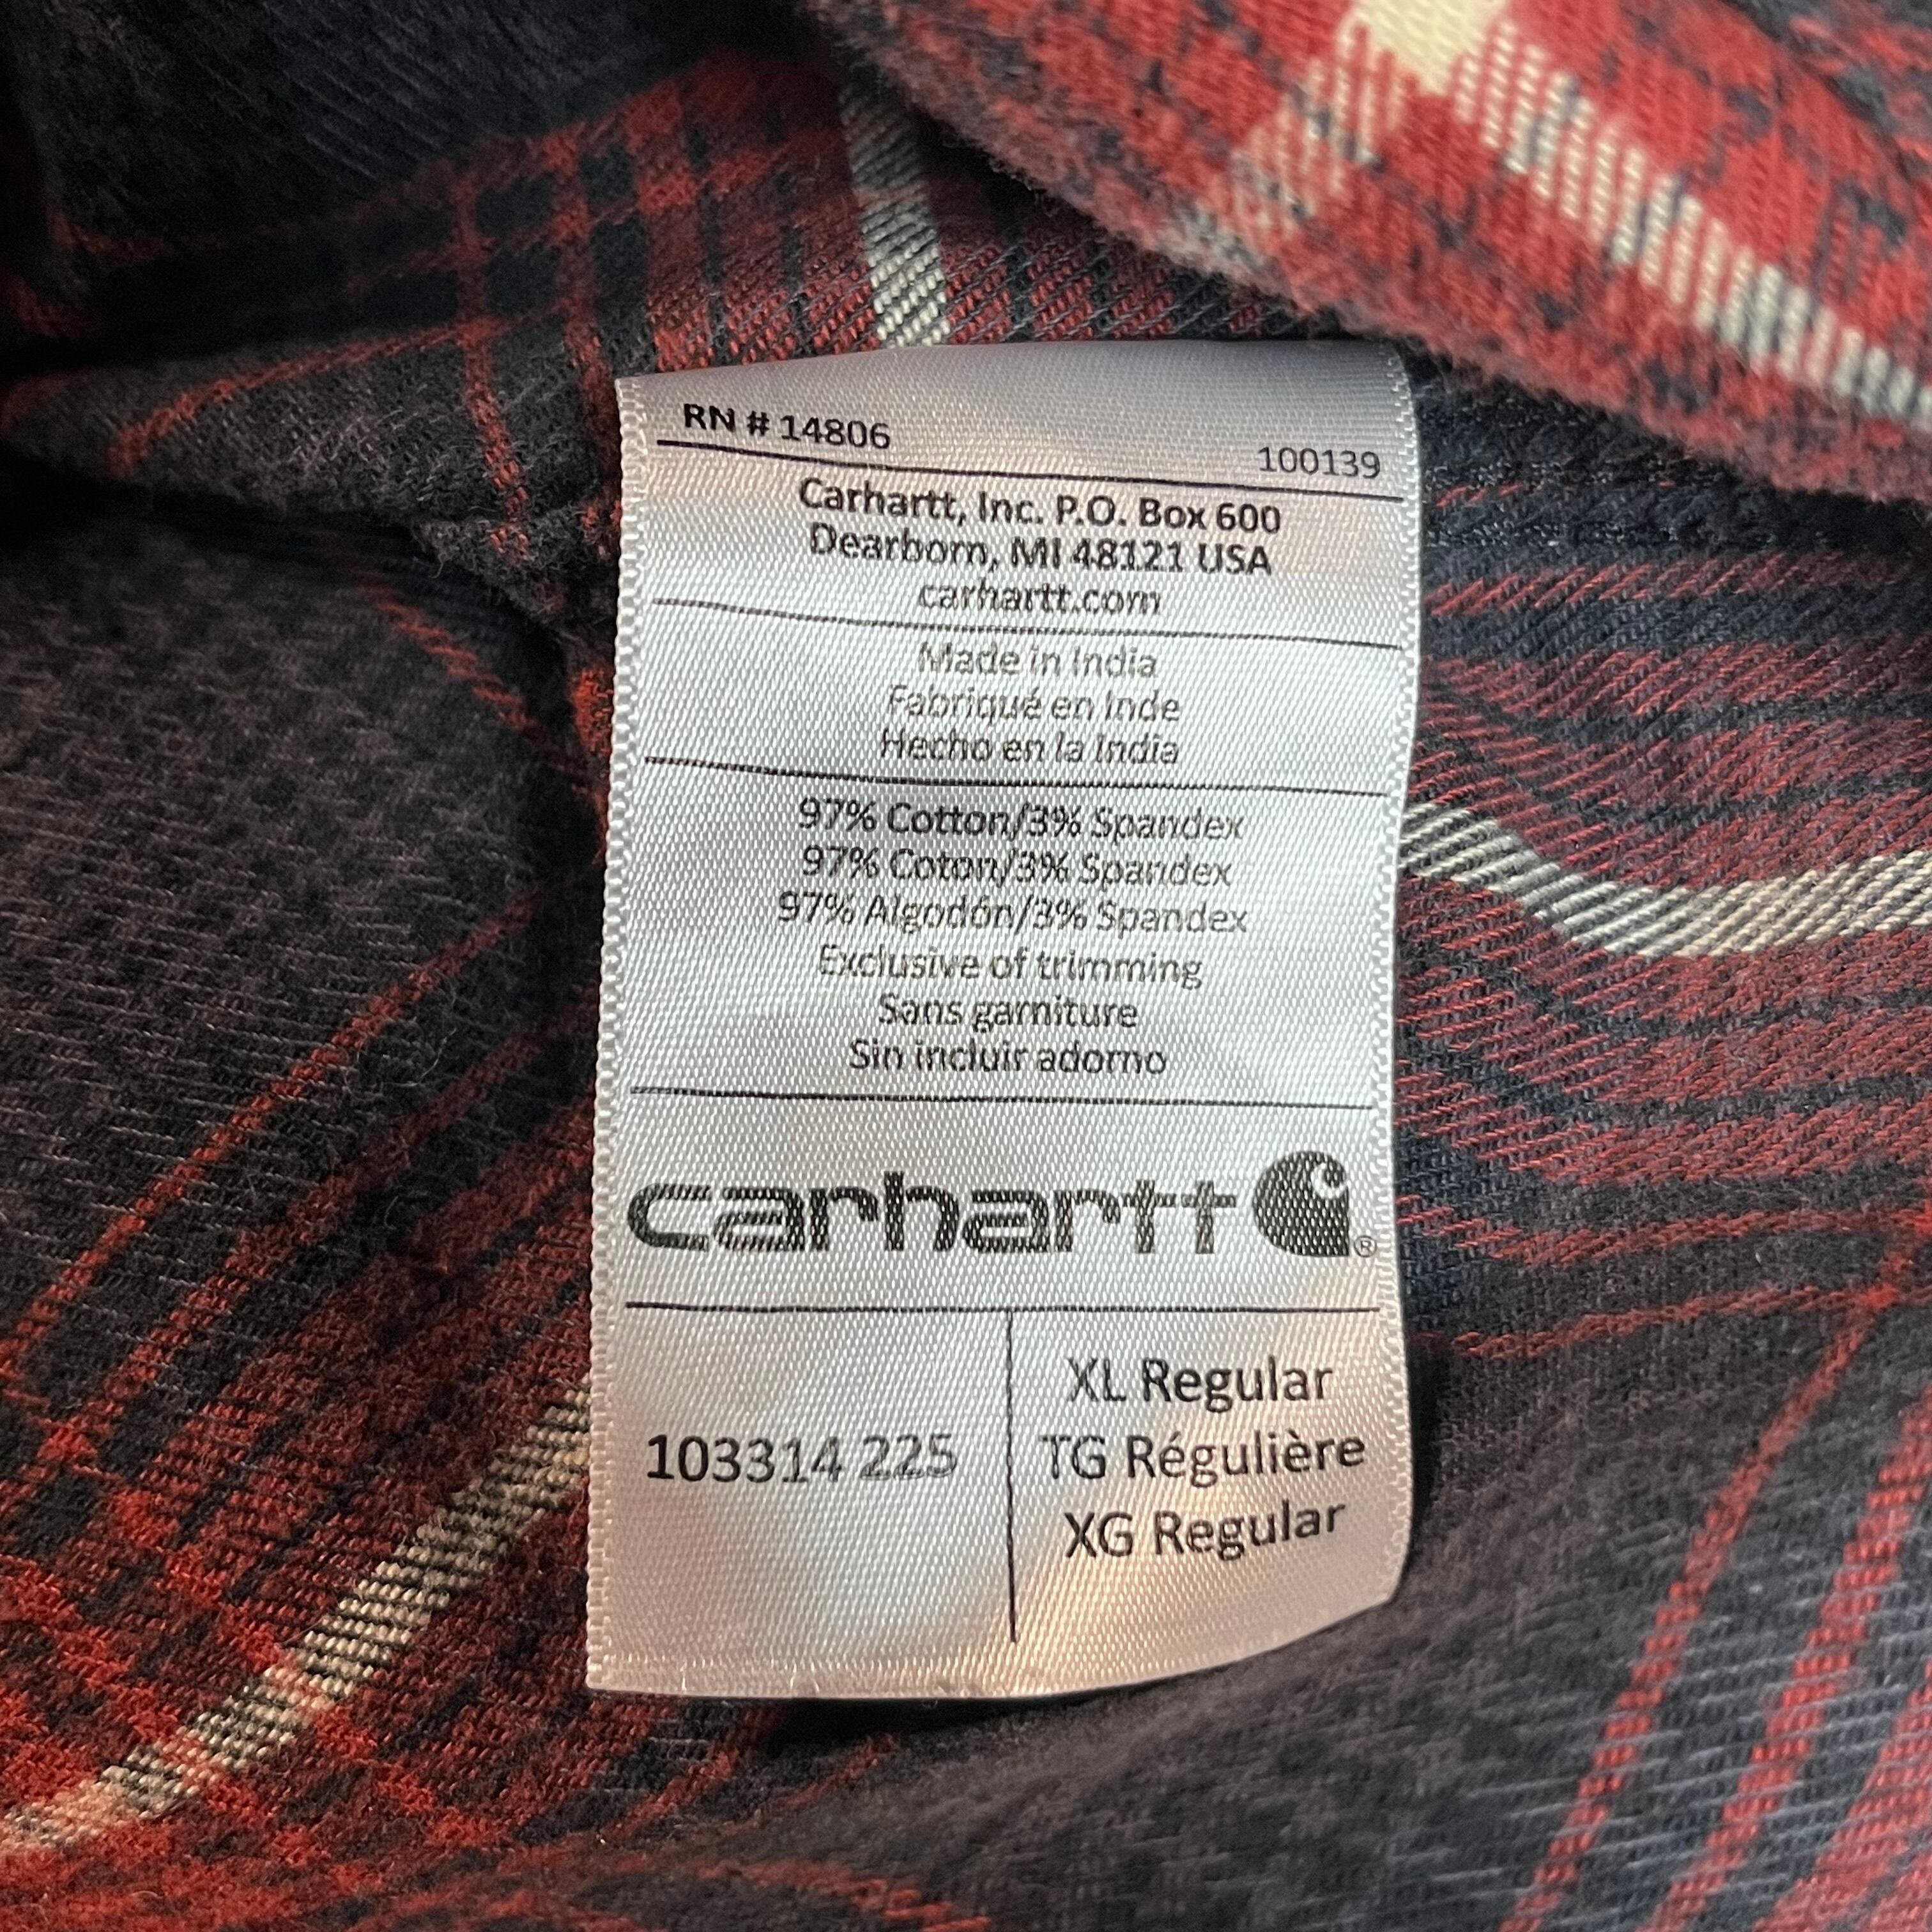 RN # 14806
100139
Carhartt, Inc. P.O. Box 600
Dearborn, MI 48121 USA
carhartt.com
Made in India
Fabriqué en Inde
Hecho en la India
97% Cotton/3% Spandex
97% Coton/3% Spandex
97% Algodón/3% Spandex
Exclusive of trimming
Sans garniture
Sin incluir adorno
carhartt ®
103314 225
XL Regular
TG Régulière
XG Regular